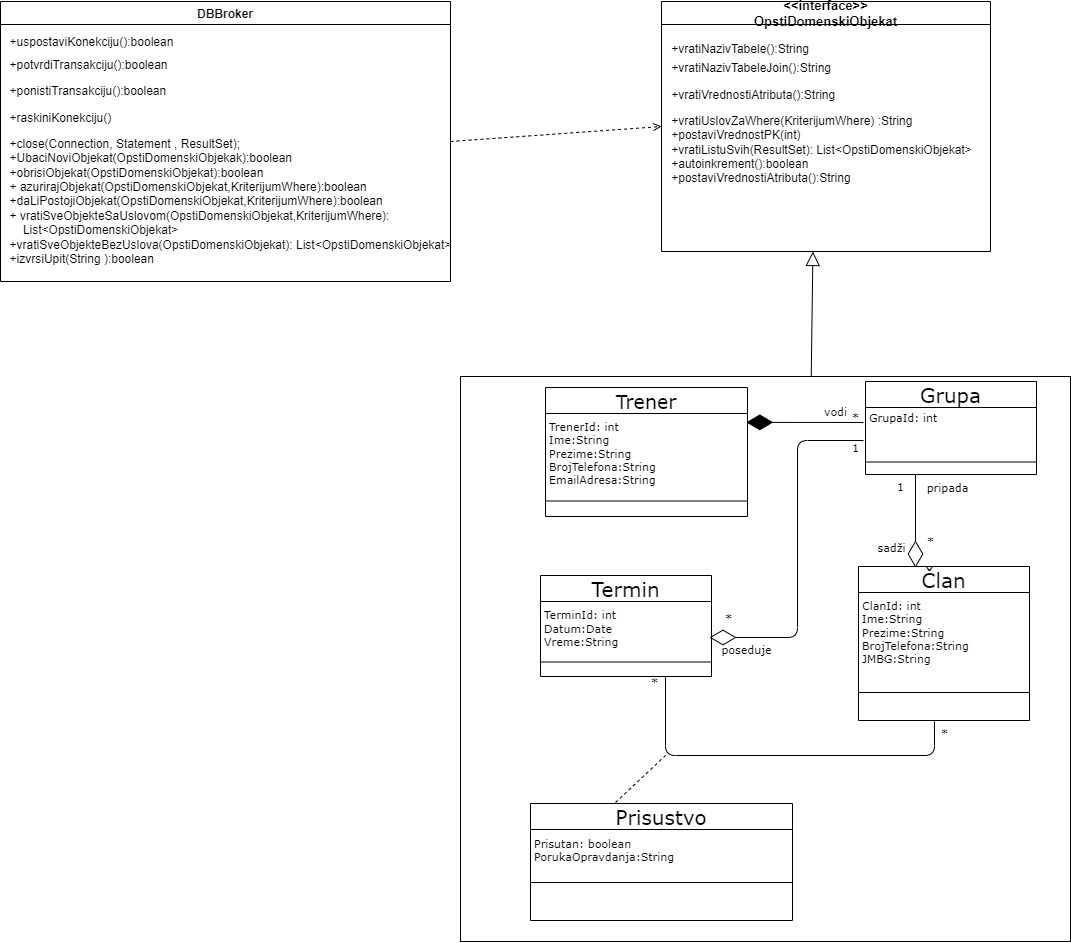 DBBroker
+uspostaviKonekciju():boolean
+potvrdiTransakciju():boolean
+ponistiTransakciju():boolean
+raskiniKonekciju()
+close(Connection, Statement , ResultSet);
+UbaciNoviObjekat(OpstiDomenskiObjekak):boolean
+obrisiObjekat(OpstiDomenskiObjekat):boolean
+ azurirajObjekat(OpstiDomenskiObjekat,KriterijumWhere):boolean
+daLiPostojiObjekat(OpstiDomenskiObjekat,KriterijumWhere):boolean
+ vratiSveObjekteSaUslovom(OpstiDomenskiObjekat,KriterijumWhere):
List<OpstiDomenskiObjekat>
+vratiSveObjekteBezUslova(OpstiDomenskiObjekat): List<OpstiDomenskiObjekat>
+izvrsiUpit(String ):boolean
<<interface>>
OpstiDomenskiObjekat
+vratiNazivTabele():String
+vratiNazivTabeleJoin():String
+vratiVrednostiAtributa():String
+vratiUslovZaWhere(KriterijumWhere) :String
+postaviVrednostPK(int)
+vratiListuSvih(ResultSet): List<OpstiDomenskiObjekat>
+autoinkrement():boolean
+postaviVrednostiAtributa():String
Trener
TrenerId: int
Ime:String
Prezime:String
BrojTelefona:String
EmailAdresa:String
vodi
*
1
Grupa
GrupaId: int
1
pripada
sadži
*
Član
ClanId: int
Ime:String
Prezime:String
BrojTelefona:String
JMBG:String
*
Termin
TerminId: int
Datum:Date
Vreme:String
*
poseduje
*
Prisustvo
Prisutan: boolean
PorukaOpravdanja:String